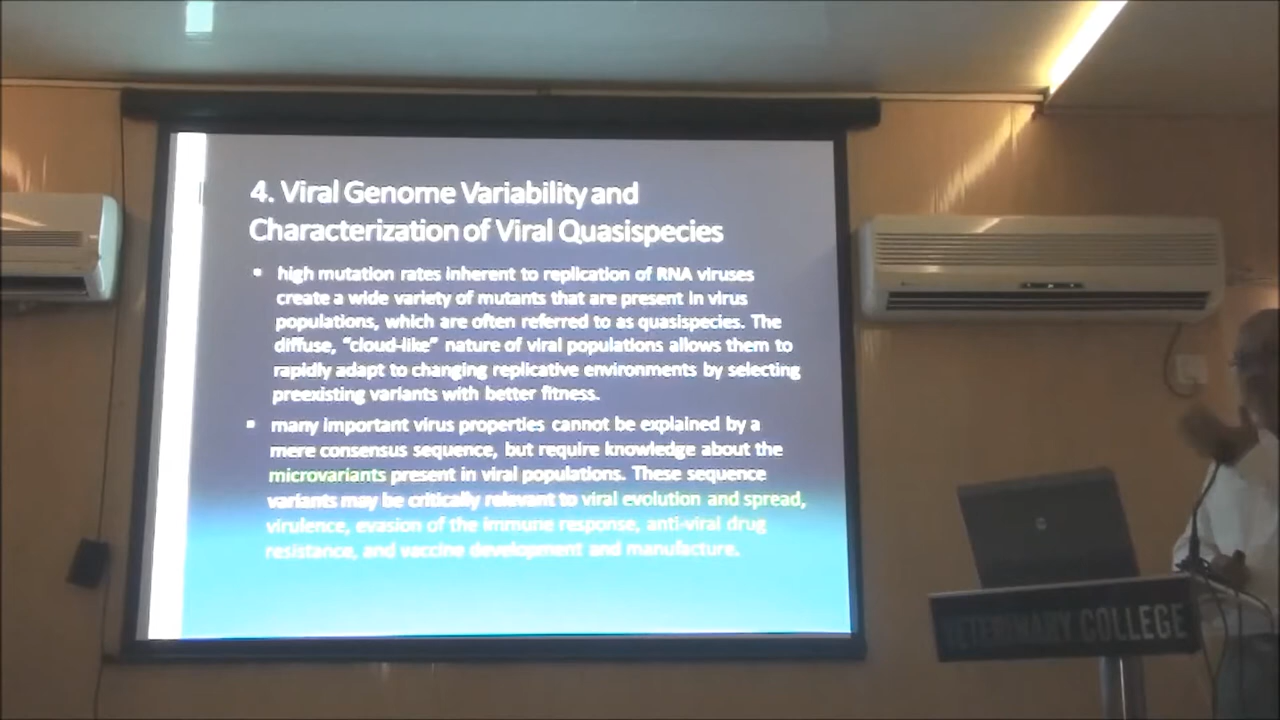 4. Viral Genome Variability and
Characterization of Viral Quasispecies
▪ high mutation rates inherent to replication of RNA viruses
create a wide variety of mutants that are present in virus
populations, which are often referred to as quasispecies. The
diffuse, “cloud-like” nature of viral populations allows them to
rapidly adapt to changing replicative environments by selecting
preexisting variants with better fitness.
▪ many important virus properties cannot be explained by a
mere consensus sequence, but require knowledge about the
microvariants present in viral populations. These sequence
variants may be critically relevant to viral evolution and spread,
virulence, evasion of the immune response, anti-viral drug
resistance, and vaccine development and manufacture.
VETERINARY COLLEGE